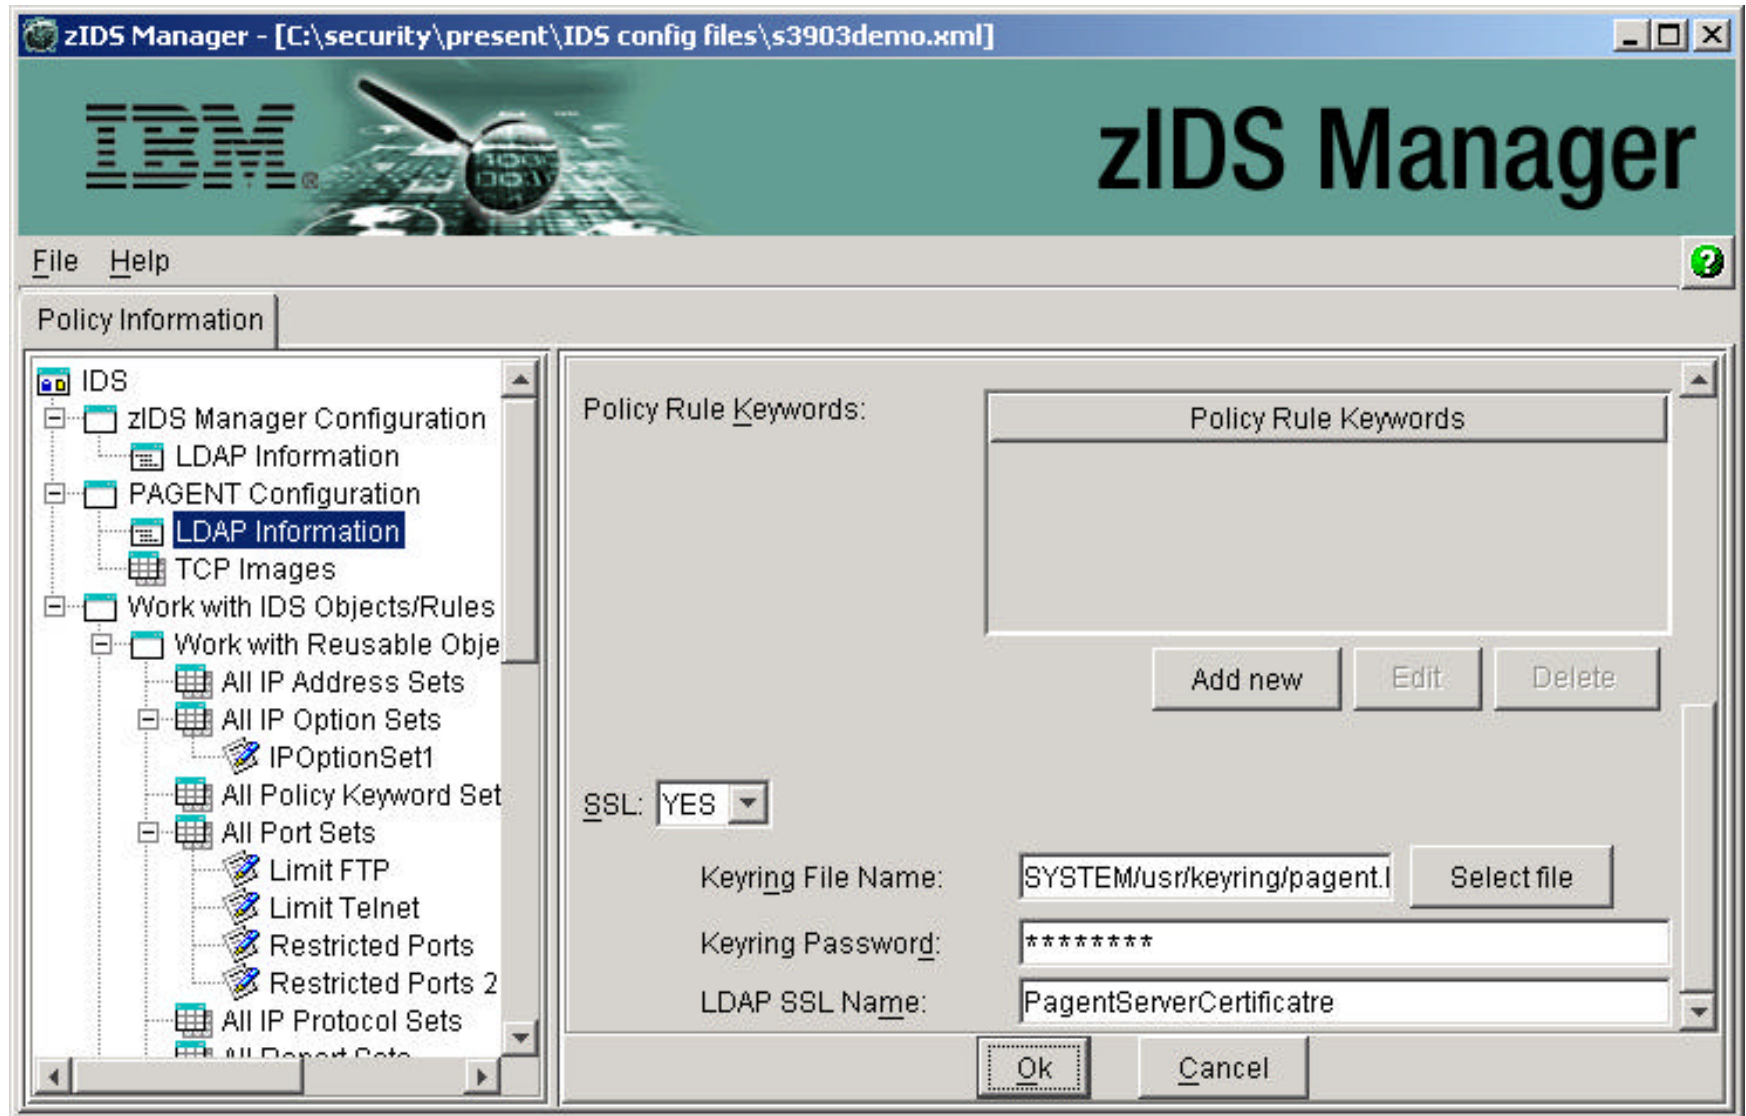 zIDS Manager - [C:\security\present\IDS config files\s3903demo.xml]
IBM®
zIDS Manager
File Help
Policy Information
IDS
zIDS Manager Configuration
LDAP Information
PAGENT Configuration
LDAP Information
TCP Images
Work with IDS Objects/Rules
Work with Reusable Obje
All IP Address Sets
All IP Option Sets
IPOptionSet1
All Policy Keyword Set
All Port Sets
Limit FTP
Limit Telnet
Restricted Ports
Restricted Ports 2
All IP Protocol Sets
Policy Rule Keywords:
Policy Rule Keywords
Add new Edit Delete
SSL: YES
Keyring File Name: SYSTEM/usr/keyring/pagent. Select file
Keyring Password: ********
LDAP SSL Name: PagentServerCertificatre
Ok Cancel